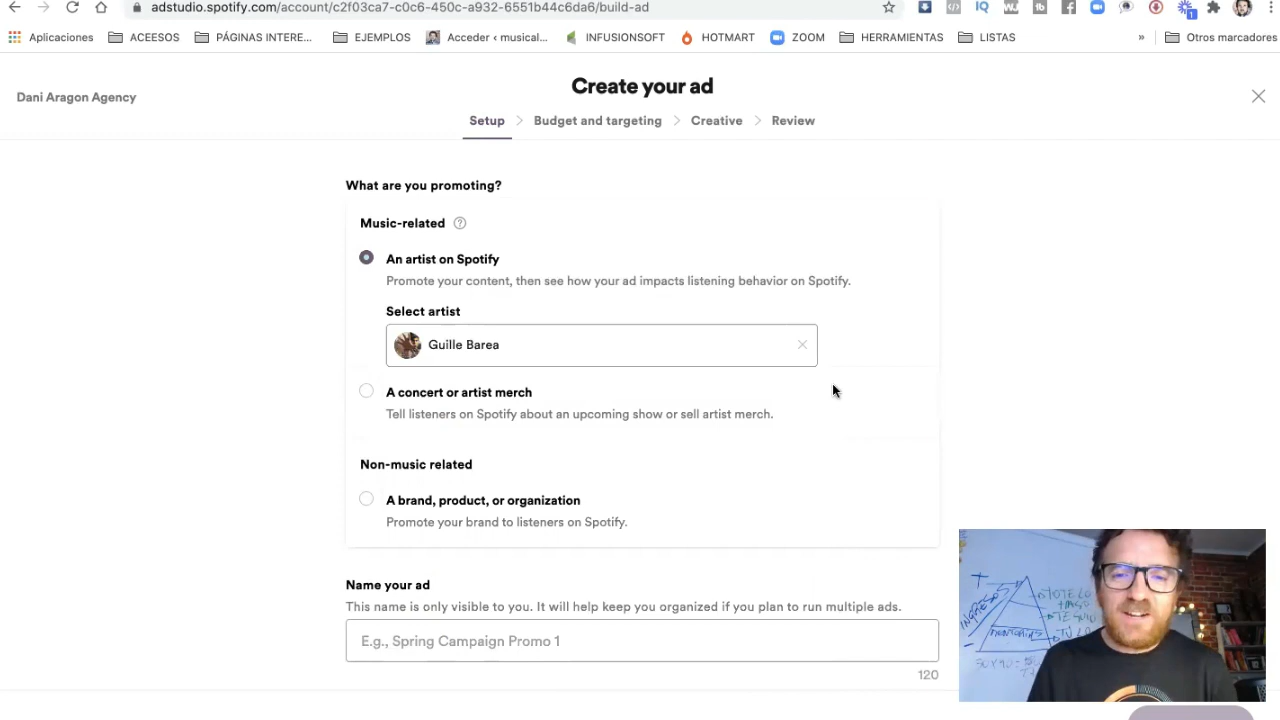 adstudio.spotify.com/account/c2f03ca7-c0c6-450c-a932-6551b44c6da6/build-ad
Aplicaciones ACEESOS PÁGINAS INTERE... EJEMPLOS Acceder ‹ musical... INFUSIONSOFT HOTMART ZOOM HERRAMIENTAS LISTAS » Otros marcadores
Create your ad
Dani Aragon Agency
Setup > Budget and targeting > Creative > Review
What are you promoting?
Music-related
An artist on Spotify
Promote your content, then see how your ad impacts listening behavior on Spotify.
Select artist
Guille Barea
A concert or artist merch
Tell listeners on Spotify about an upcoming show or sell artist merch.
Non-music related
A brand, product, or organization
Promote your brand to listeners on Spotify.
Name your ad
This name is only visible to you. It will help keep you organized if you plan to run multiple ads.
E.g., Spring Campaign Promo 1
120
INGRESOS